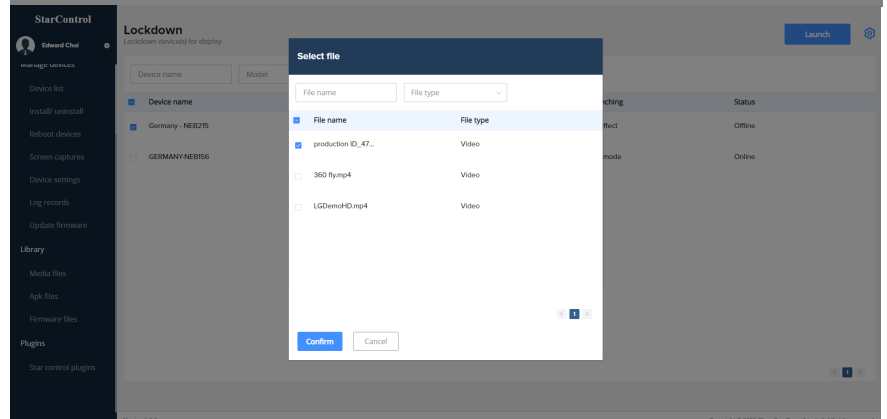 StarControl
Edward Choi
Manage devices
Device list
Install/ uninstall
Reboot devices
Screen captures
Device settings
Log records
Update firmware
Library
Media files
Apk files
Firmware files
Plugins
Star control plugins
Lockdown
Lockdown device(s) for display
Launch
Device name
Model
Device name
Status
Germany - NEB215
Offline
GERMANY-NEB156
mode
Online
1
Select file
File name
File type
File name
File type
production ID_47...
Video
360 fly.mp4
Video
LGDemoHD.mp4
Video
1
Confirm
Cancel